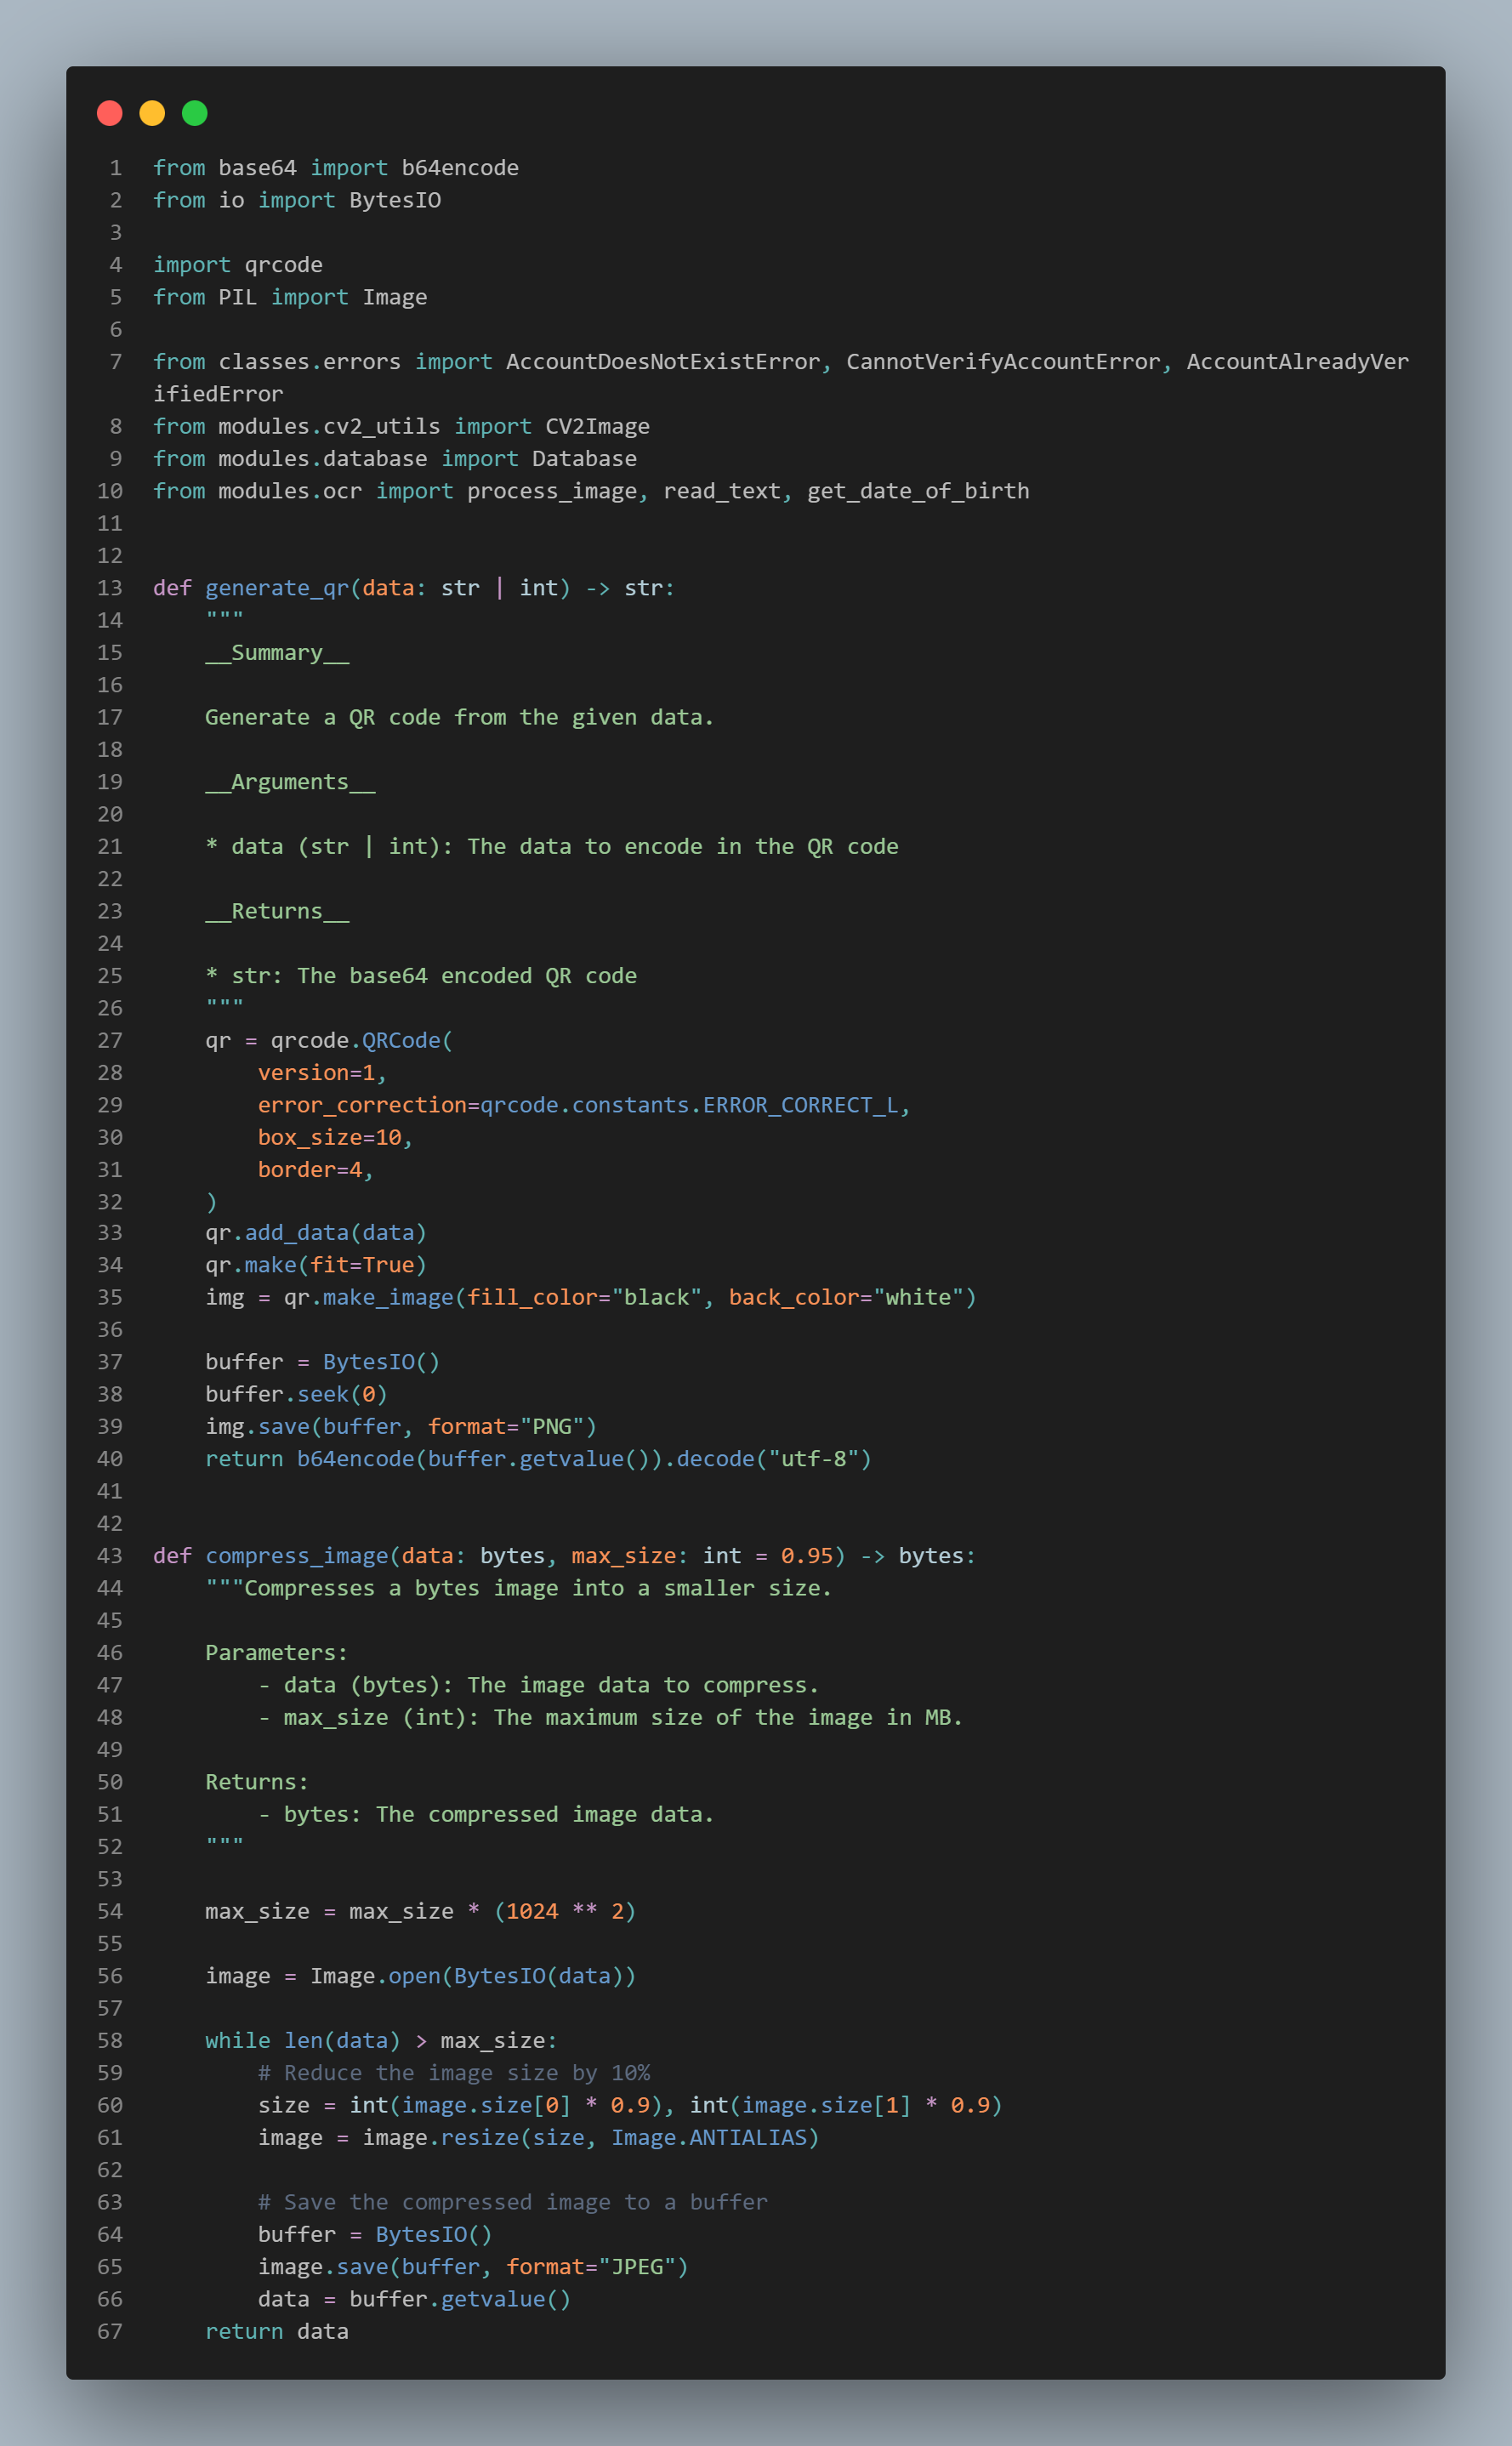 1 from base64 import b64encode
2 from io import BytesIO
3
4 import qrcode
5 from PIL import Image
6
7 from classes.errors import AccountDoesNotExistError, CannotVerifyAccountError, AccountAlreadyVer
ifiedError
8 from modules.cv2_utils import CV2Image
9 from modules.database import Database
10 from modules.ocr import process_image, read_text, get_date_of_birth
11
12
13 def generate_qr(data: str | int) -> str:
14     """
15     __Summary__
16
17     Generate a QR code from the given data.
18
19     __Arguments__
20
21     * data (str | int): The data to encode in the QR code
22
23     __Returns__
24
25     * str: The base64 encoded QR code
26     """
27     qr = qrcode.QRCode(
28         version=1,
29         error_correction=qrcode.constants.ERROR_CORRECT_L,
30         box_size=10,
31         border=4,
32     )
33     qr.add_data(data)
34     qr.make(fit=True)
35     img = qr.make_image(fill_color="black", back_color="white")
36
37     buffer = BytesIO()
38     buffer.seek(0)
39     img.save(buffer, format="PNG")
40     return b64encode(buffer.getvalue()).decode("utf-8")
41
42
43 def compress_image(data: bytes, max_size: int = 0.95) -> bytes:
44     """Compresses a bytes image into a smaller size.
45
46     Parameters:
47         - data (bytes): The image data to compress.
48         - max_size (int): The maximum size of the image in MB.
49
50     Returns:
51         - bytes: The compressed image data.
52     """
53
54     max_size = max_size * (1024 ** 2)
55
56     image = Image.open(BytesIO(data))
57
58     while len(data) > max_size:
59         # Reduce the image size by 10%
60         size = int(image.size[0] * 0.9), int(image.size[1] * 0.9)
61         image = image.resize(size, Image.ANTIALIAS)
62
63         # Save the compressed image to a buffer
64         buffer = BytesIO()
65         image.save(buffer, format="JPEG")
66         data = buffer.getvalue()
67     return data